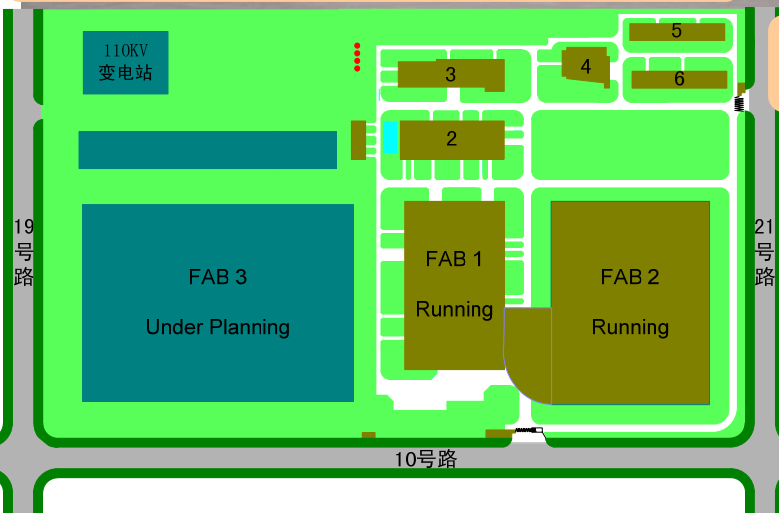 110KV
变电站
5
3
4
6
2
19
号
路
21
号
路
FAB 3
Under Planning
FAB 1
Running
FAB 2
Running
10号路